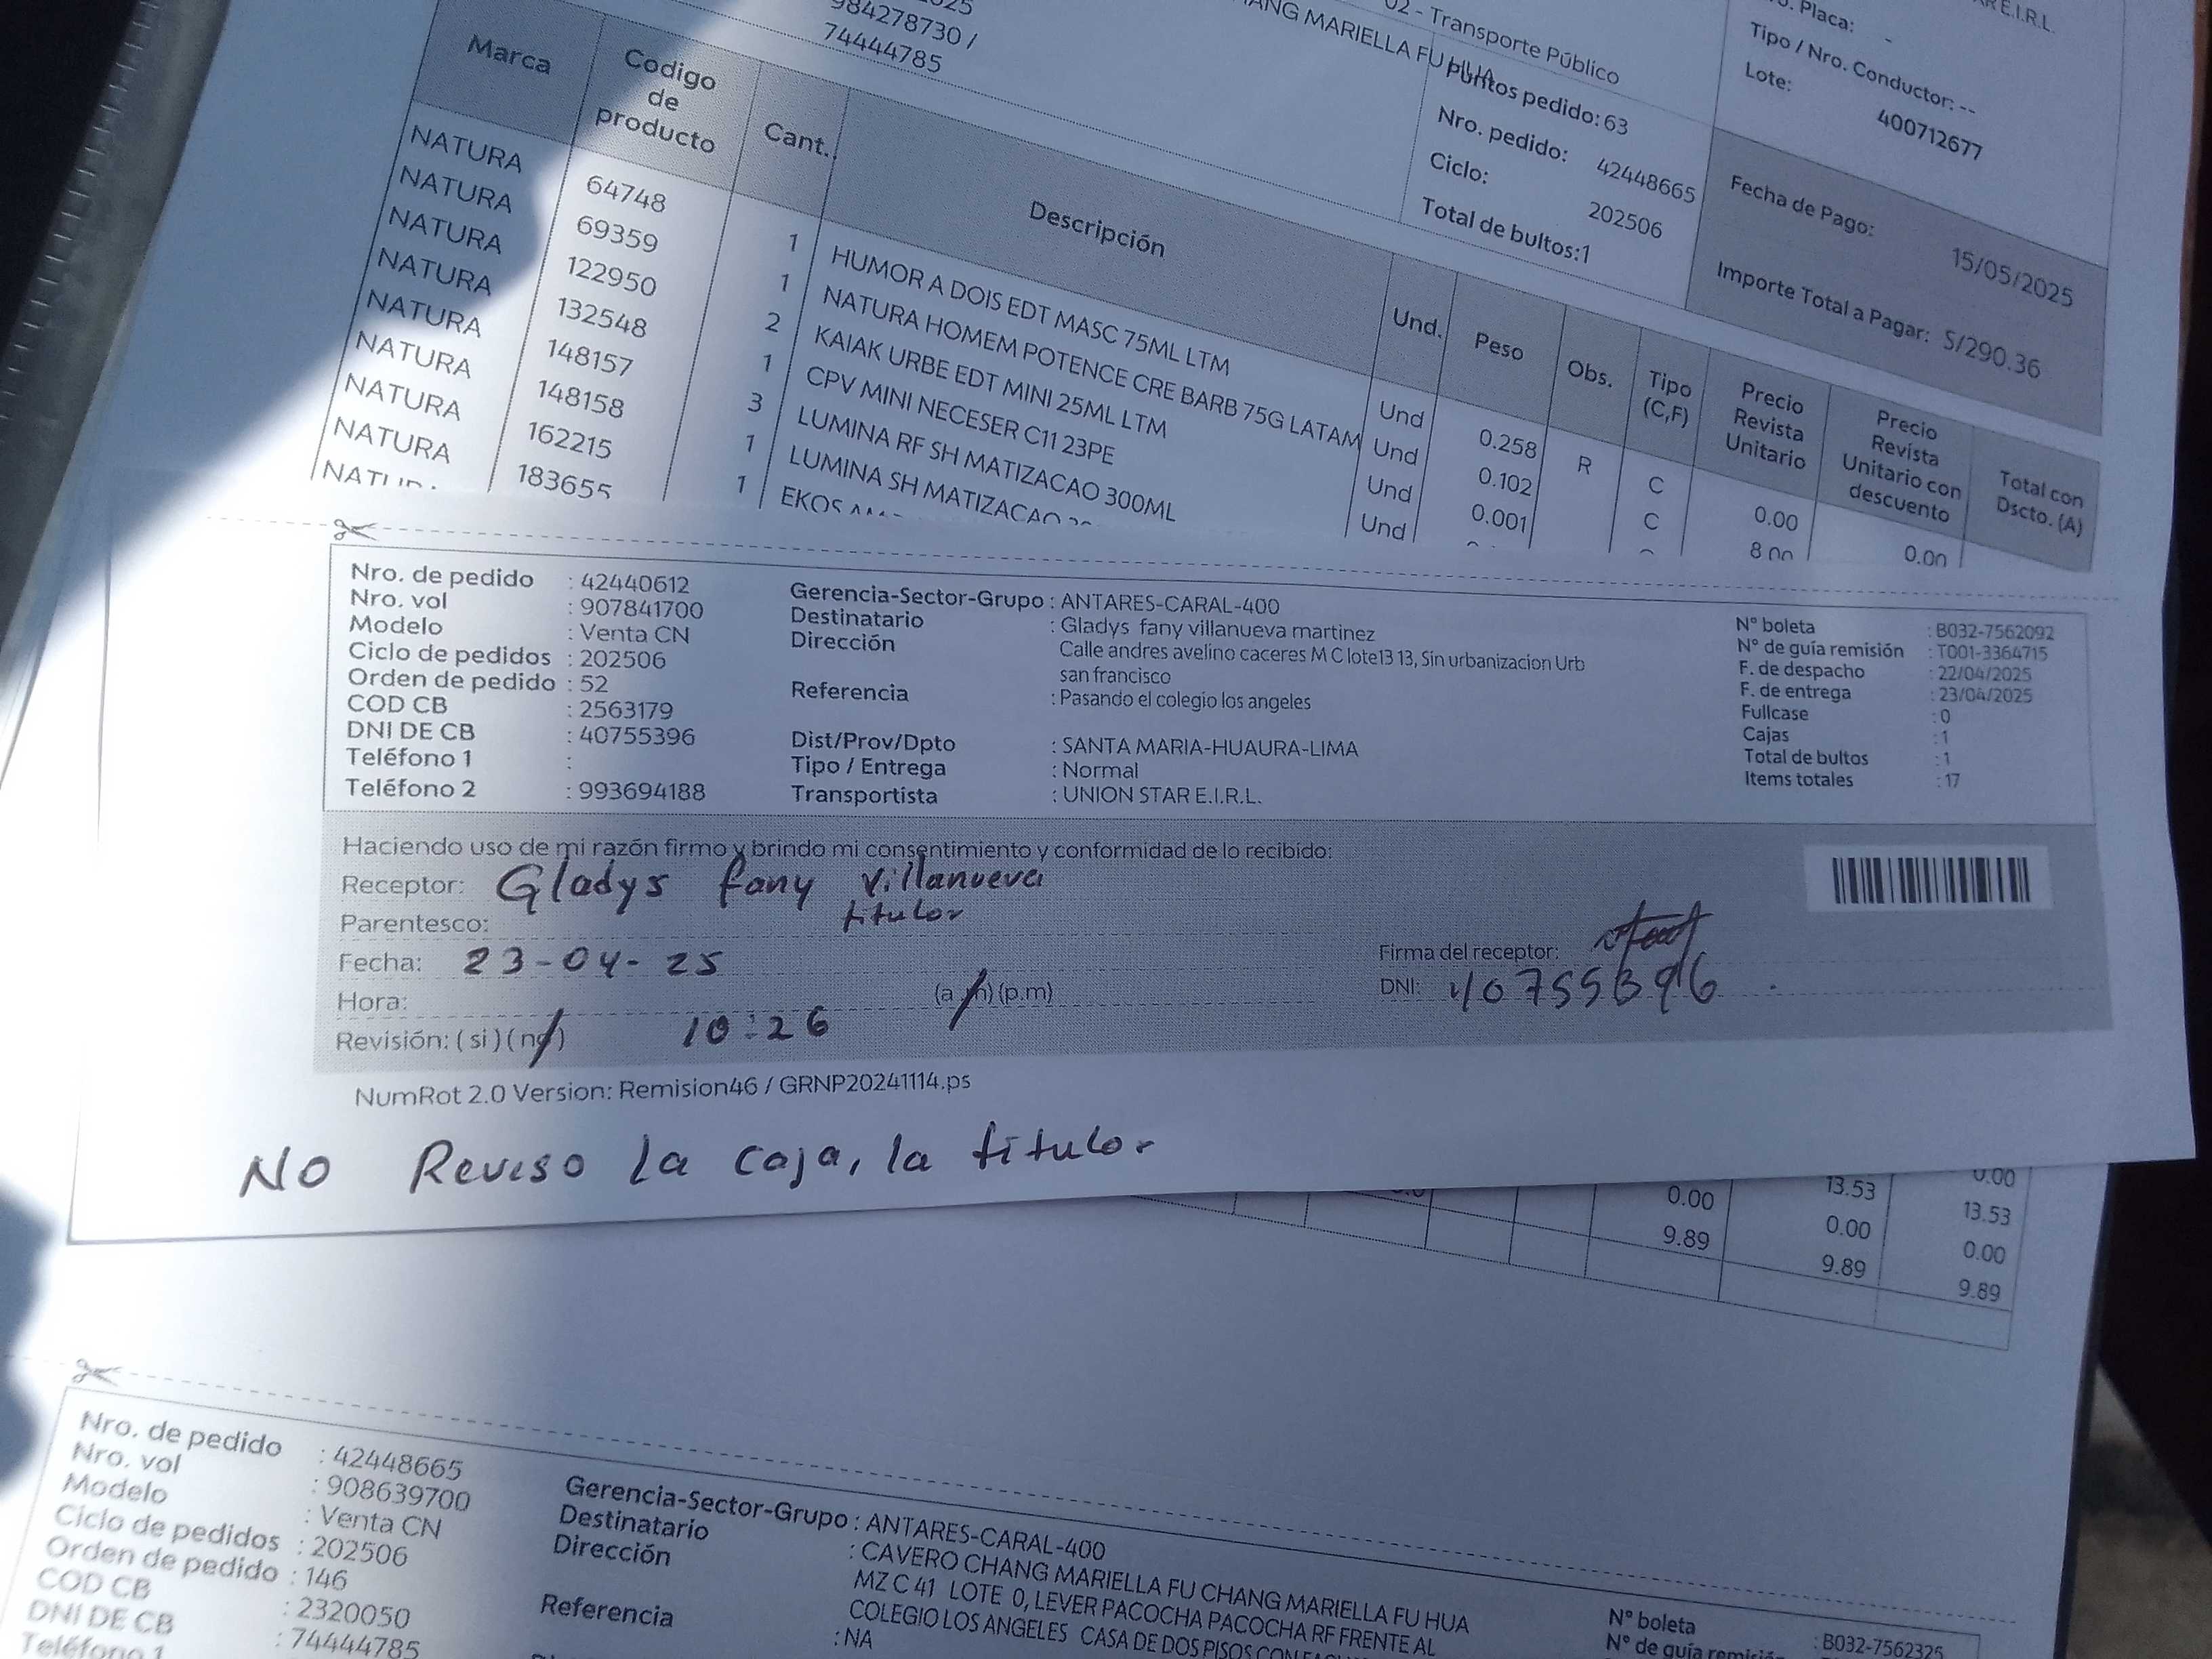 984278730 /
74444785
02 - Transporte Público
Placa: -
Tipo / Nro. Conductor: --
Lote: 400712677
Puntos pedido: 63
Nro. pedido: 42448665
Ciclo: 202506
Total de bultos:1
Fecha de Pago: 15/05/2025
Importe Total a Pagar: S/290.36
Marca Codigo de producto Cant. Descripción Und. Peso Obs. Tipo (C,F) Precio Revista Unitario Precio Revista Unitario con descuento Total con Dscto. (A)
NATURA 64748 1 HUMOR A DOIS EDT MASC 75ML LTM Und 0.258 R C 0.00 0.00
NATURA 69359 1 NATURA HOMEM POTENCE CRE BARB 75G LATAM Und 0.102 C 8.00
NATURA 122950 2 KAIAK URBE EDT MINI 25ML LTM Und 0.001
NATURA 132548 1 CPV MINI NECESER C11 23PE Und
NATURA 148157 3 LUMINA RF SH MATIZACAO 300ML
NATURA 148158 1 LUMINA SH MATIZACAO
NATURA 162215 1 EKOS
NATURA 183655
Nro. de pedido : 42440612
Nro. vol : 907841700
Modelo : Venta CN
Ciclo de pedidos : 202506
Orden de pedido : 52
COD CB : 2563179
DNI DE CB : 40755396
Teléfono 1 :
Teléfono 2 : 993694188
Gerencia-Sector-Grupo : ANTARES-CARAL-400
Destinatario : Gladys fany villanueva martinez
Dirección Calle andres avelino caceres M C lote13 13, Sin urbanizacion Urb
san francisco
Referencia : Pasando el colegio los angeles
Dist/Prov/Dpto : SANTA MARIA-HUAURA-LIMA
Tipo / Entrega : Normal
Transportista : UNION STAR E.I.R.L.
N° boleta : B032-7562092
N° de guía remisión : T001-3364715
F. de despacho : 22/04/2025
F. de entrega : 23/04/2025
Fullcase : 0
Cajas : 1
Total de bultos : 1
Items totales : 17
Haciendo uso de mi razón firmo y brindo mi consentimiento y conformidad de lo recibido:
Receptor: Gladys fany villanueva
Parentesco: titular
Fecha: 23-04-25
Hora: 10:26 (a.m) (p.m)
Revisión: ( si ) ( no )
Firma del receptor:
DNI: 40755396
NumRot 2.0 Version: Remision46 / GRNP20241114.ps
NO Reviso la caja, la titular
0.00 13.53 0.00
9.89 0.00 13.53
9.89 0.00
9.89
Nro. de pedido : 42448665
Nro. vol : 908639700
Modelo : Venta CN
Ciclo de pedidos : 202506
Orden de pedido : 146
COD CB : 2320050
DNI DE CB : 74444785
Teléfono 1
Gerencia-Sector-Grupo : ANTARES-CARAL-400
Destinatario : CAVERO CHANG MARIELLA FU CHANG MARIELLA FU HUA
Dirección MZ C 41 LOTE 0, LEVER PACOCHA PACOCHA RF FRENTE AL
COLEGIO LOS ANGELES CASA DE DOS PISOS
Referencia : NA
N° boleta : B032-7562325
N° de guía remisión